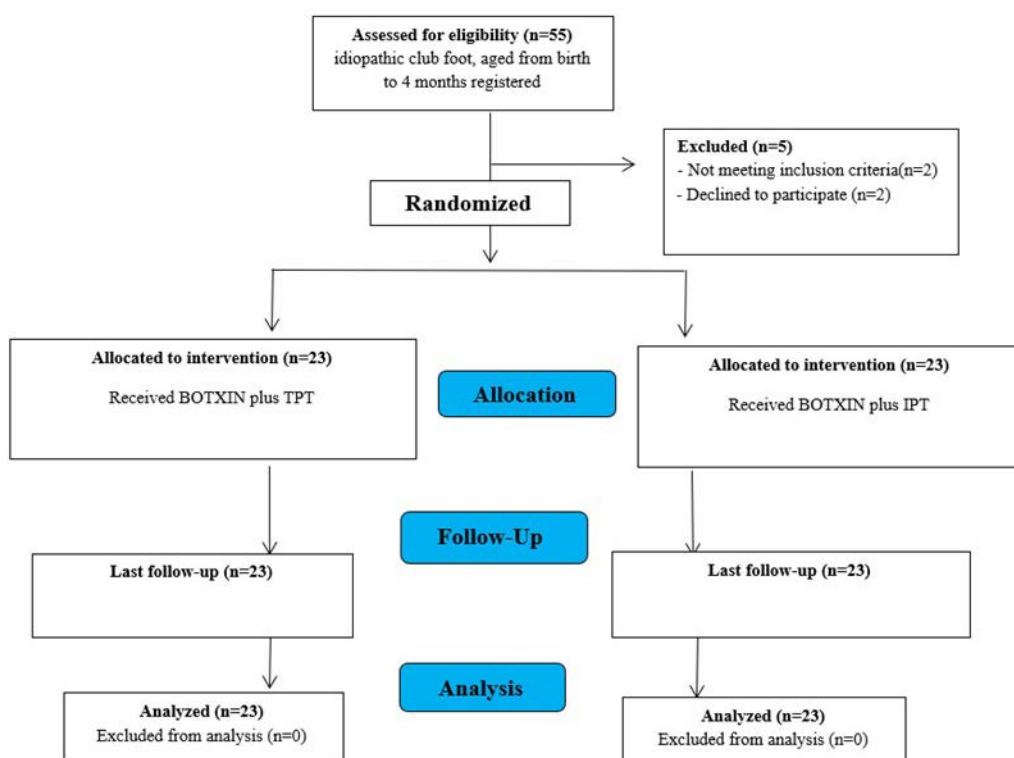 Assessed for eligibility (n=55)
idiopathic club foot, aged from birth
to 4 months registered
Excluded (n=5)
- Not meeting inclusion criteria(n=2)
- Declined to participate (n=2)
Randomized
Allocated to intervention (n=23)
Received BOTXIN plus TPT
Allocation
Allocated to intervention (n=23)
Received BOTXIN plus IPT
Follow-Up
Last follow-up (n=23)
Last follow-up (n=23)
Analysis
Analyzed (n=23)
Excluded from analysis (n=0)
Analyzed (n=23)
Excluded from analysis (n=0)